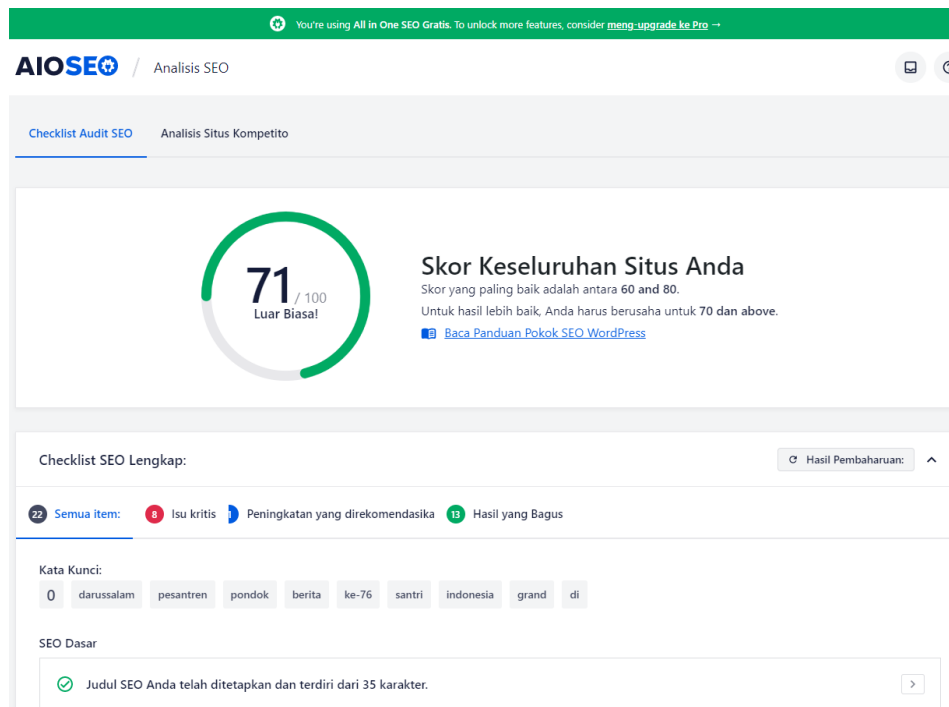 You're using All in One SEO Gratis. To unlock more features, consider meng-upgrade ke Pro →
AIOSEO / Analisis SEO
Checklist Audit SEO Analisis Situs Kompetito
71 / 100
Luar Biasa!
Skor Keseluruhan Situs Anda
Skor yang paling baik adalah antara 60 and 80.
Untuk hasil lebih baik, Anda harus berusaha untuk 70 dan above.
Baca Panduan Pokok SEO WordPress
Checklist SEO Lengkap:
Hasil Pembaharuan:
22 Semua item: 8 Isu kritis 1 Peningkatan yang direkomendasika 13 Hasil yang Bagus
Kata Kunci:
0 darussalam pesantren pondok berita ke-76 santri indonesia grand di
SEO Dasar
Judul SEO Anda telah ditetapkan dan terdiri dari 35 karakter.